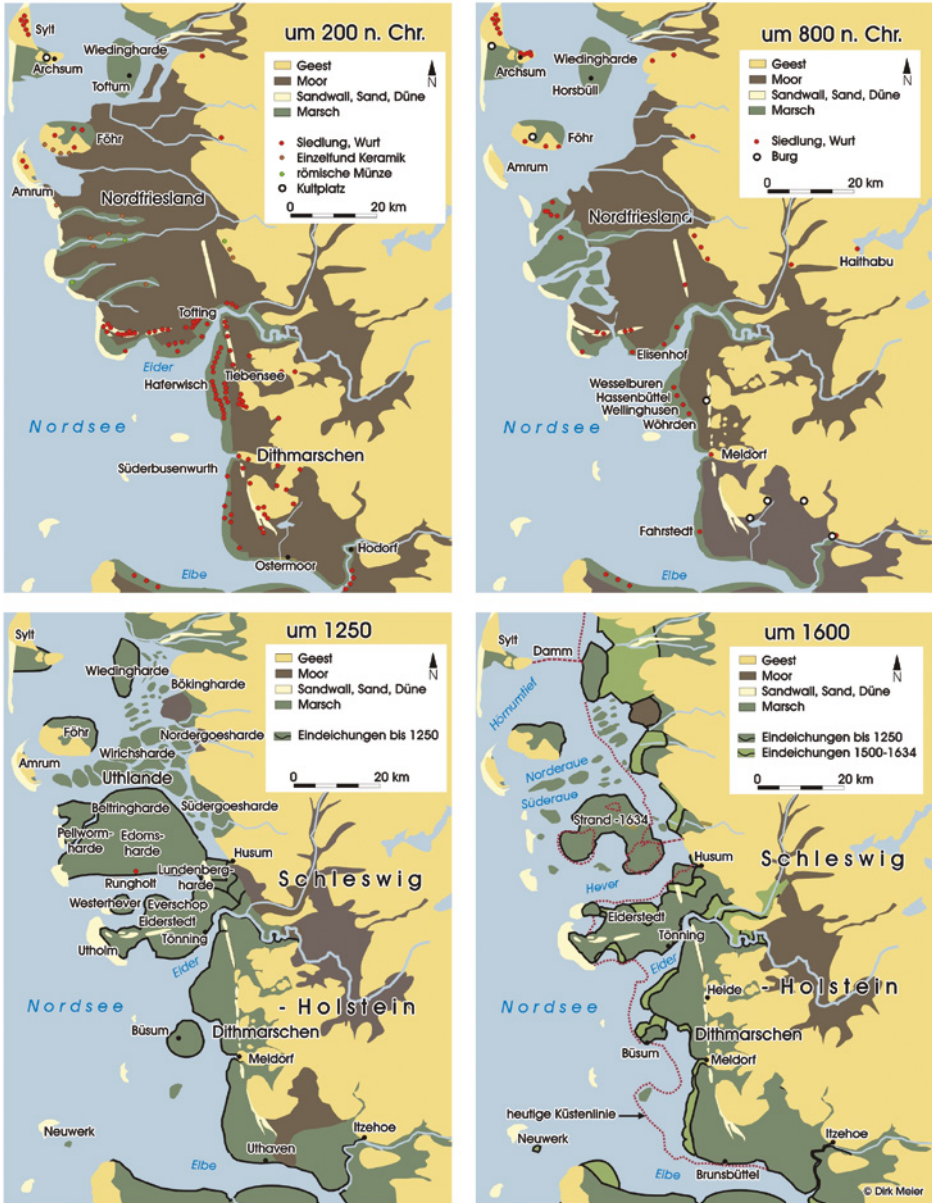 um 200 n. Chr.
Geest
Moor
Sandwall, Sand, Düne
Marsch
N
Siedlung, Wurt
Einzelfund Keramik
römische Münze
Kultplatz
0 20 km
Sylt
Archsum
Wiedingharde
Toftum
Föhr
Amrum
Nordfriesland
Tofting
Eider
Haferwisch
Tiebensee
Nordsee
Dithmarschen
Süderbusenwurth
Hodorf
Ostermoor
Elbe
um 800 n. Chr.
Geest
Moor
Sandwall, Sand, Düne
Marsch
N
Siedlung, Wurt
Burg
0 20 km
Sylt
Archsum
Wiedingharde
Horsbüll
Föhr
Amrum
Nordfriesland
Haithabu
Elisenhof
Wesselburen
Hassenbüttel
Wellinghusen
Wöhrden
Nordsee
Meldorf
Fahrstedt
Elbe
um 1250
Geest
Moor
Sandwall, Sand, Düne
Marsch
N
Eindeichungen bis 1250
0 20 km
Sylt
Wiedingharde
Bökingharde
Föhr
Nordergoesharde
Amrum
Wirichsharde
Uthlande
Beltringharde
Südergoesharde
Pellworm-
harde
Edoms-
harde
Husum
Lundenberg-
harde
Rungholt
Schleswig
Westerhever
Everschop
Eiderstedt
Utholm
Tönning
Eider
Nordsee
- Holstein
Büsum
Dithmarschen
Meldorf
Neuwerk
Itzehoe
Uthaven
Elbe
um 1600
Geest
Moor
Sandwall, Sand, Düne
Marsch
N
Eindeichungen bis 1250
Eindeichungen 1500-1634
0 20 km
Sylt
Damm
Hörnumtief
Föhr
Amrum
Norderaue
Süderaue
Strand -1634
Husum
Schleswig
Hever
Eiderstedt
Tönning
Eider
Nordsee
Heide
- Holstein
Dithmarschen
Büsum
Meldorf
heutige Küstenlinie
Neuwerk
Itzehoe
Elbe
Brunsbüttel
© Dirk Meier